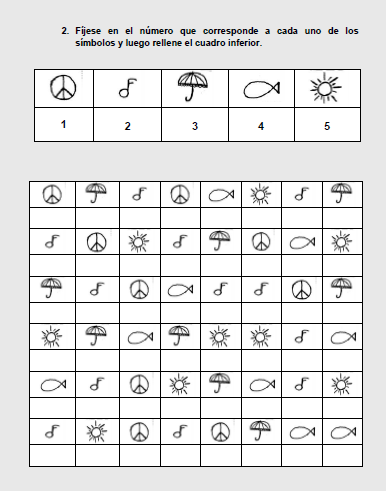 2. Fíjese en el número que corresponde a cada uno de los
símbolos y luego rellene el cuadro inferior.
1 2 3 4 5